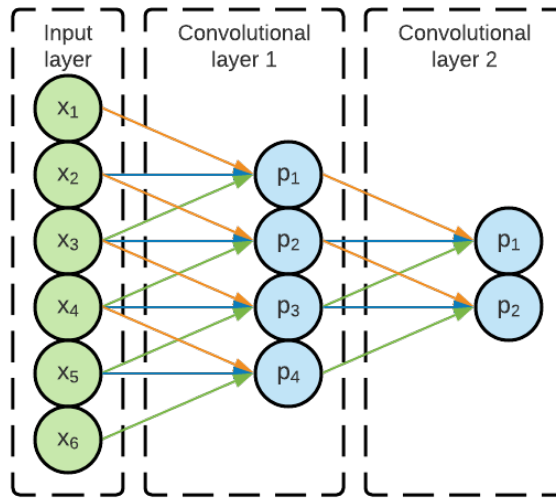 Input
layer
Convolutional
layer 1
Convolutional
layer 2
x₁
x₂
x₃
x₄
x₅
x₆
p₁
p₂
p₃
p₄
p₁
p₂